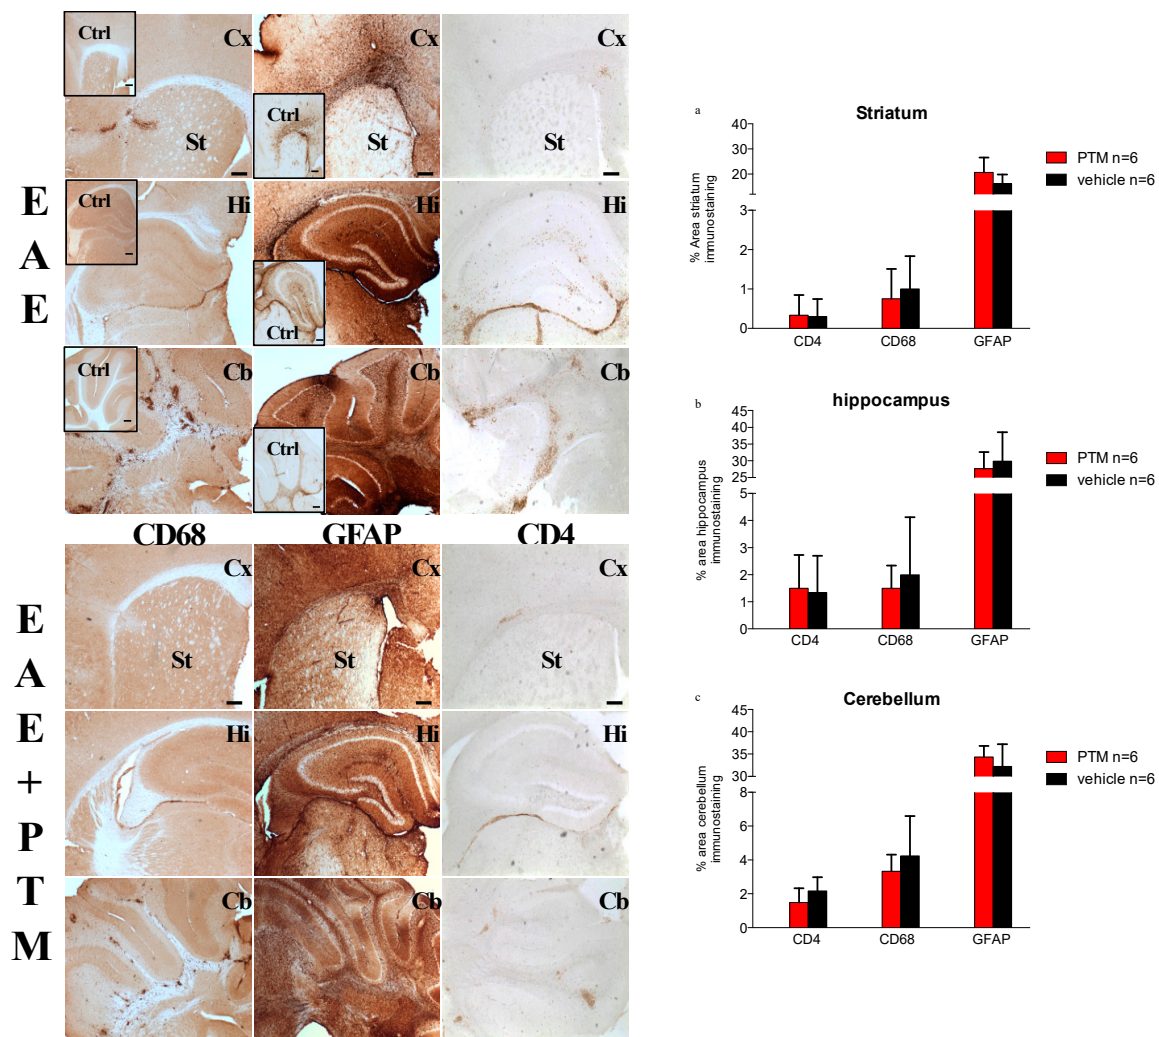 Ctrl
Cx
St
Cx
Ctrl
St
Cx
E
A
E
Ctrl
Hi
Hi
Ctrl
Hi
Ctrl
Cb
Cb
Ctrl
Cb
CD68 GFAP CD4
E
A
E
+
P
T
M
Cx
St
Cx
St
Cx
St
Hi
Hi
Hi
Cb
Cb
Cb
a
Striatum
% Area striatum
immunostaining
40
30
20
3
2
1
0
CD4 CD68 GFAP
PTM n=6
vehicle n=6
b
hippocampus
% area hippocampus
immunostaining
45
40
35
30
25
5
4
3
2
1
0
CD4 CD68 GFAP
PTM n=6
vehicle n=6
c
Cerebellum
% area cerebellum
immunostaining
45
40
35
30
8
6
4
2
0
CD4 CD68 GFAP
PTM n=6
vehicle n=6